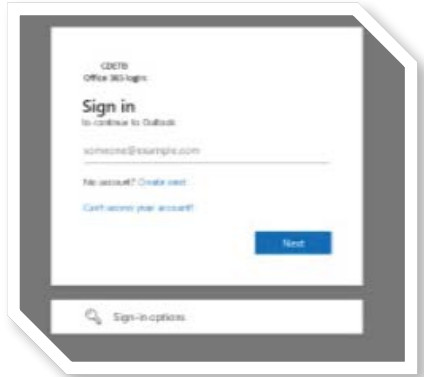 CDETB
Office 365 login:
Sign in
to continue to Outlook
someone@example.com
No account? Create one!
Can't access your account?
Next
Sign-in options